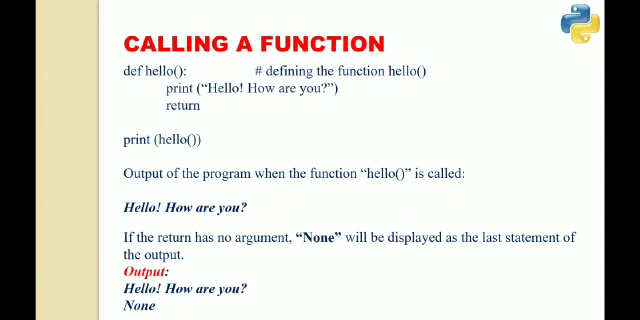 CALLING A FUNCTION
def hello(): # defining the function hello()
print (“Hello! How are you?”)
return
print (hello())
Output of the program when the function “hello()” is called:
Hello! How are you?
If the return has no argument, “None” will be displayed as the last statement of
the output.
Output:
Hello! How are you?
None